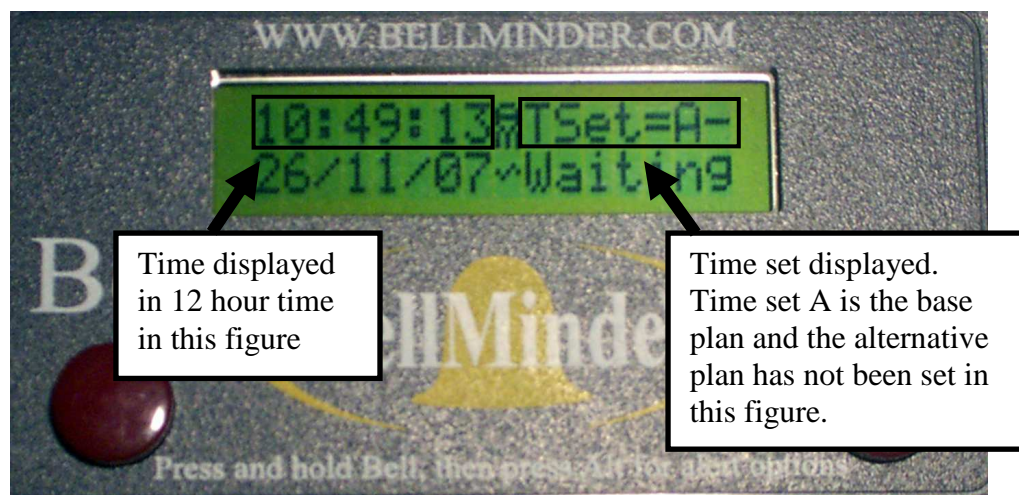 WWW.BELLMINDER.COM
10:49:13AM TSet=A-
26/11/07~Waiting
Time displayed
in 12 hour time
in this figure
Time set displayed.
Time set A is the base
plan and the alternative
plan has not been set in
this figure.
B
llMinde
Press and hold Bell, then press Alt for alert options